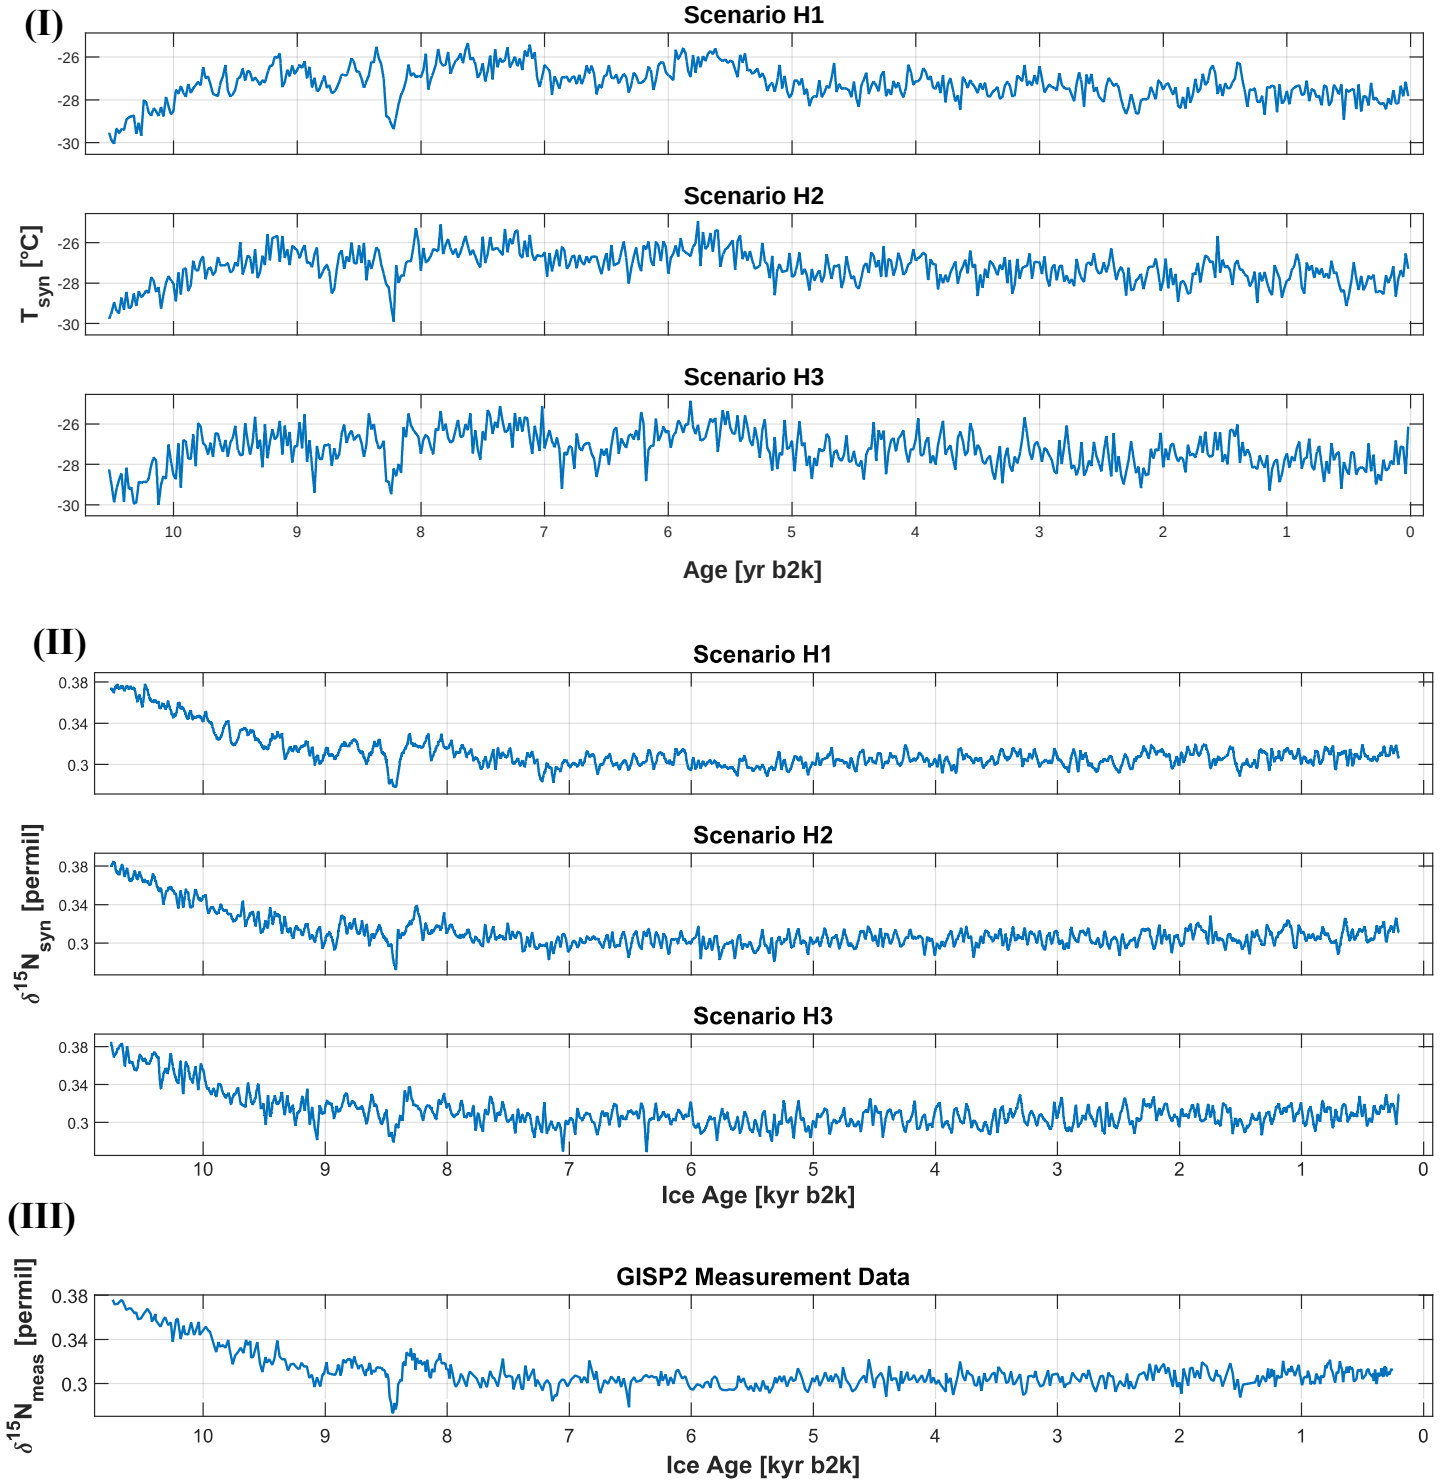 (I)
Scenario H1
-26
-28
-30
Scenario H2
-26
-28
-30
Tsyn [°C]
Scenario H3
-26
-28
-30
10 9 8 7 6 5 4 3 2 1 0
Age [yr b2k]
(II)
Scenario H1
0.38
0.34
0.3
Scenario H2
0.38
0.34
0.3
δ15Nsyn [permil]
Scenario H3
0.38
0.34
0.3
10 9 8 7 6 5 4 3 2 1 0
Ice Age [kyr b2k]
(III)
GISP2 Measurement Data
0.38
0.34
0.3
δ15Nmeas [permil]
10 9 8 7 6 5 4 3 2 1 0
Ice Age [kyr b2k]